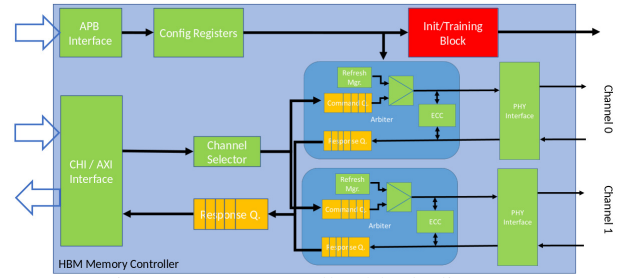 APB
Interface
Config Registers
Init/Training
Block
Refresh
Mgr.
Command Q.
Arbiter
ECC
Response Q.
PHY
Interface
Channel 0
CHI / AXI
Interface
Channel
Selector
Response Q.
Refresh
Mgr.
Command Q.
Arbiter
ECC
Response Q.
PHY
Interface
Channel 1
HBM Memory Controller